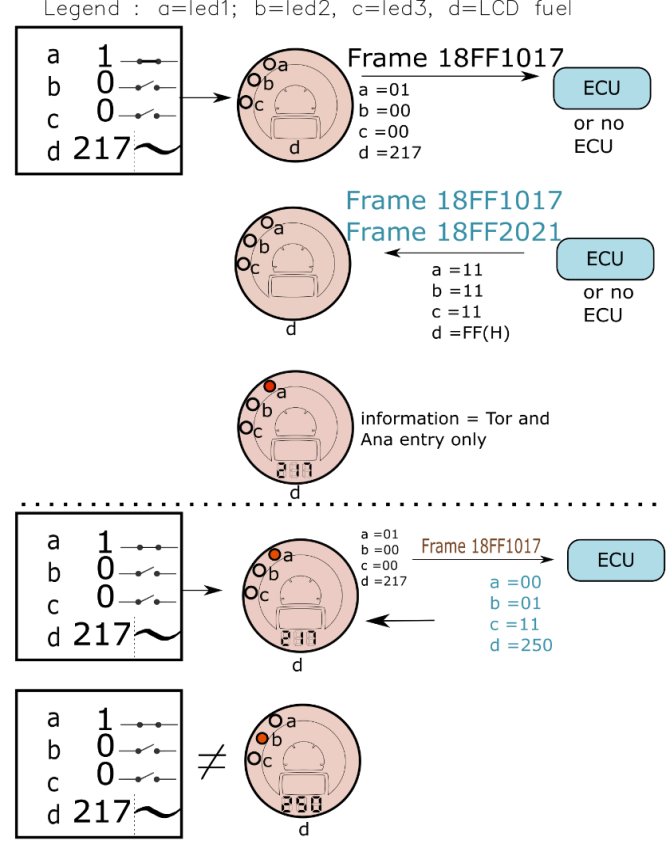 Legend : a=led1; b=led2, c=led3, d=LCD fuel
a 1
b 0
c 0
d 217
a
b
c
d
Frame 18FF1017
a =01
b =00
c =00
d =217
ECU
or no
ECU
a
b
c
d
Frame 18FF1017
Frame 18FF2021
a =11
b =11
c =11
d =FF(H)
ECU
or no
ECU
a
b
c
217
d
information = Tor and
Ana entry only
a 1
b 0
c 0
d 217
a
b
c
217
d
a =01
b =00
c =00
d =217
Frame 18FF1017
a =00
b =01
c =11
d =250
ECU
a 1
b 0
c 0
d 217
≠
a
b
c
250
d